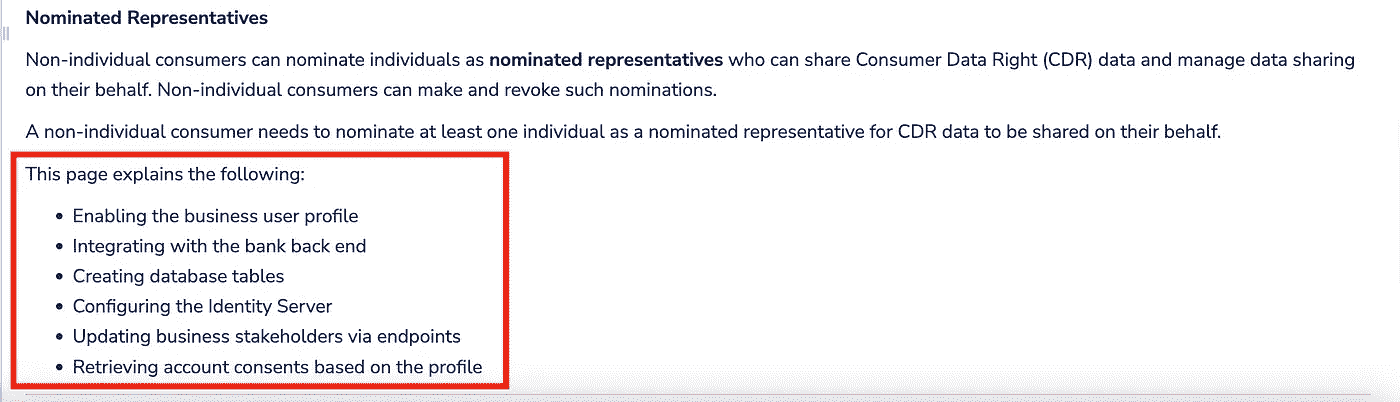 Nominated Representatives
Non-individual consumers can nominate individuals as nominated representatives who can share Consumer Data Right (CDR) data and manage data sharing
on their behalf. Non-individual consumers can make and revoke such nominations.
A non-individual consumer needs to nominate at least one individual as a nominated representative for CDR data to be shared on their behalf.
This page explains the following:
• Enabling the business user profile
• Integrating with the bank back end
• Creating database tables
• Configuring the Identity Server
• Updating business stakeholders via endpoints
• Retrieving account consents based on the profile